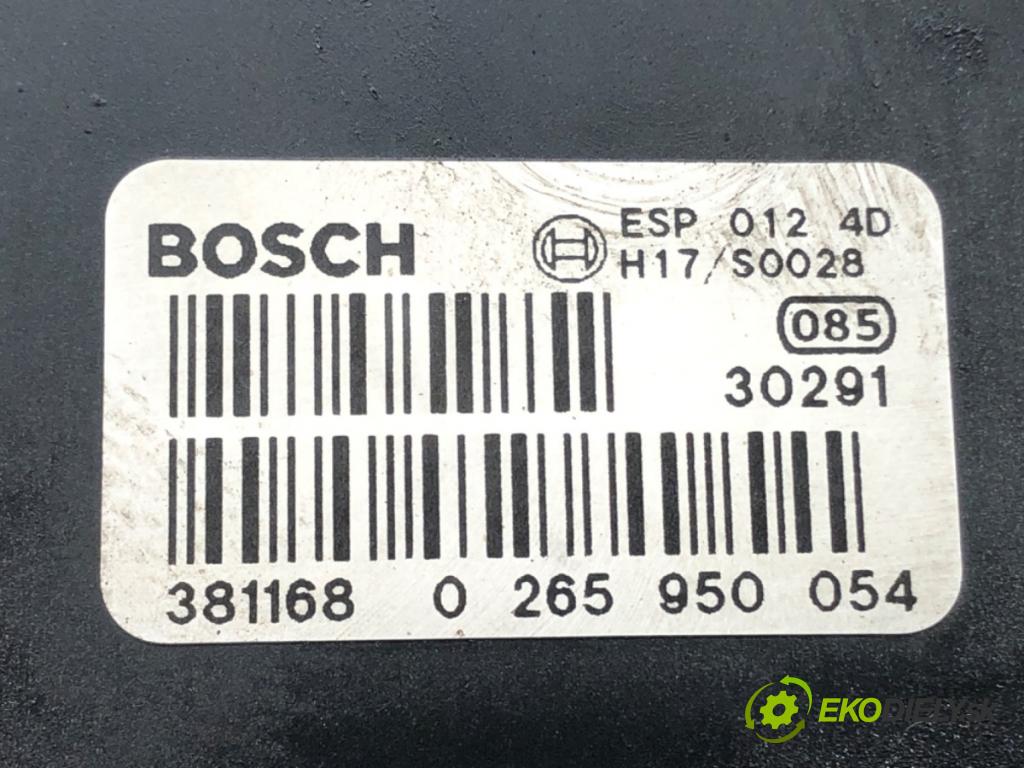 BOSCH
ESP 012 4D
H17/S0028
085
30291
381168 0 265 950 054
EKODIELY.SK